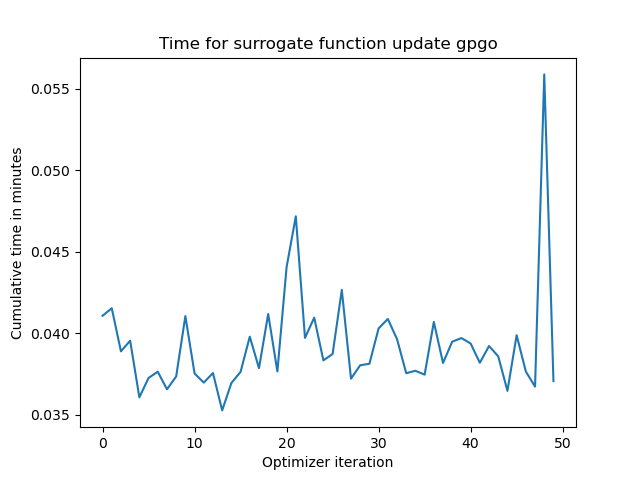 Time for surrogate function update gpgo
0.055
0.050
0.045
0.040
0.035
Cumulative time in minutes
0 10 20 30 40 50
Optimizer iteration